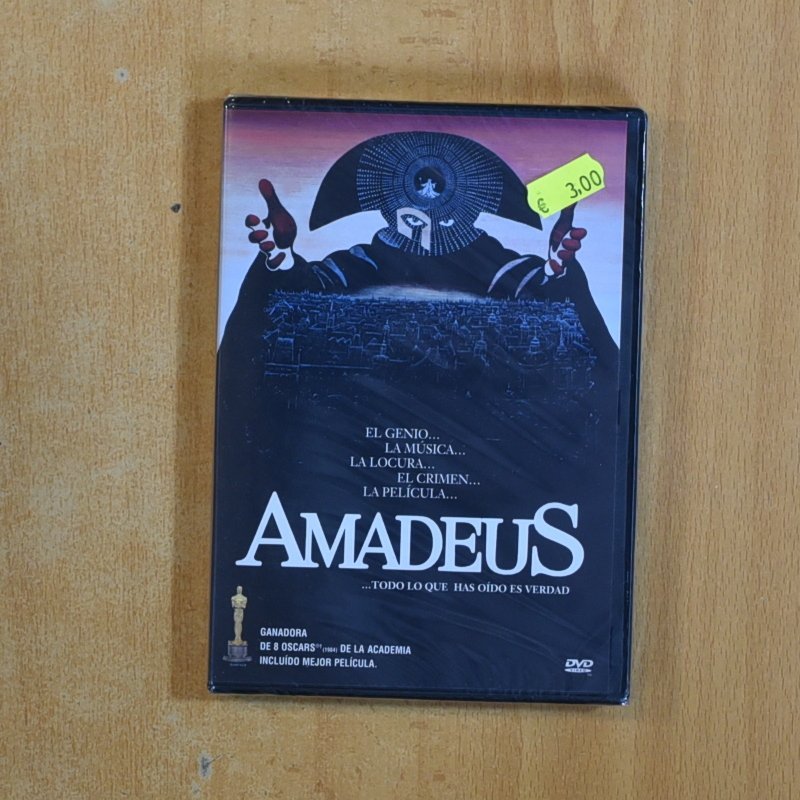 € 3,00
EL GENIO...
LA MÚSICA...
LA LOCURA...
EL CRIMEN...
LA PELÍCULA...
AMADEUS
...TODO LO QUE HAS OÍDO ES VERDAD
GANADORA
DE 8 OSCARS (1984) DE LA ACADEMIA
INCLUÍDO MEJOR PELÍCULA.
DVD
VIDEO